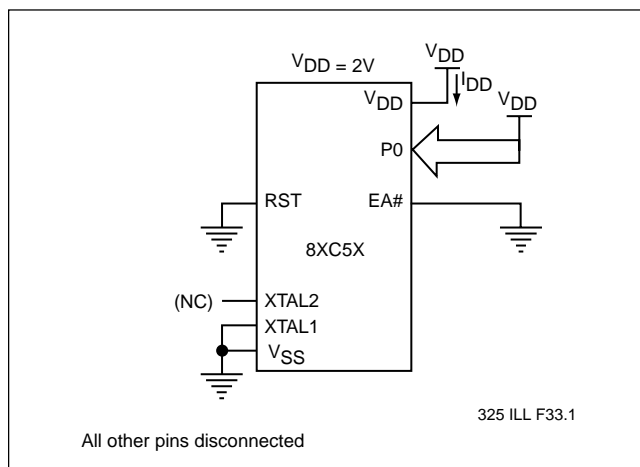 VDD = 2V
VDD
IDD
VDD
VDD
P0
RST
EA#
8XC5X
(NC)
XTAL2
XTAL1
VSS
325 ILL F33.1
All other pins disconnected